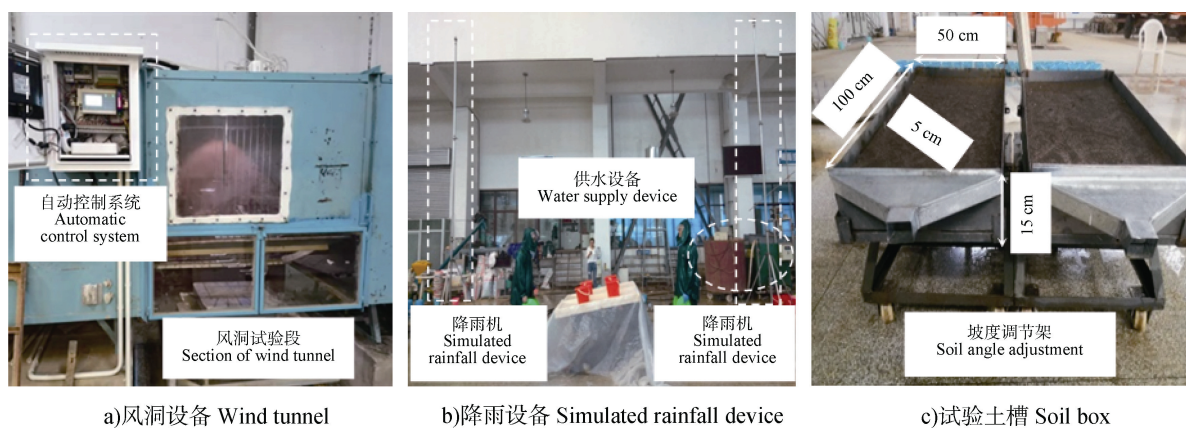 自动控制系统
Automatic
control system
风洞试验段
Section of wind tunnel
a)风洞设备 Wind tunnel
供水设备
Water supply device
降雨机
Simulated
rainfall device
降雨机
Simulated
rainfall device
b)降雨设备 Simulated rainfall device
50 cm
100 cm
5 cm
15 cm
坡度调节架
Soil angle adjustment
c)试验土槽 Soil box